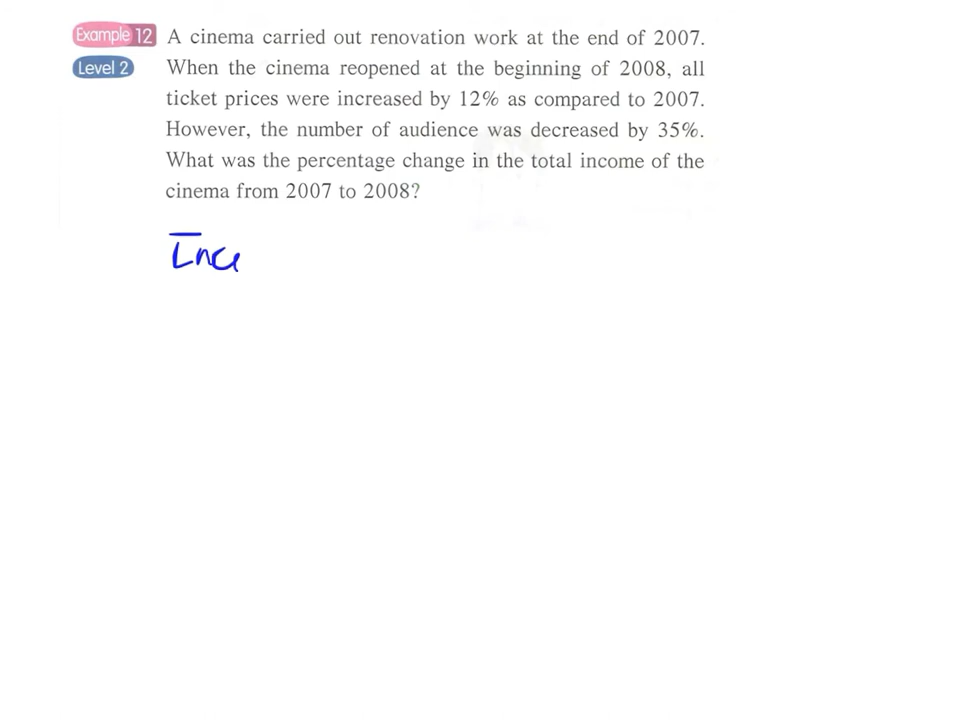 Example 12 A cinema carried out renovation work at the end of 2007.
Level 2 When the cinema reopened at the beginning of 2008, all
ticket prices were increased by 12% as compared to 2007.
However, the number of audience was decreased by 35%.
What was the percentage change in the total income of the
cinema from 2007 to 2008?